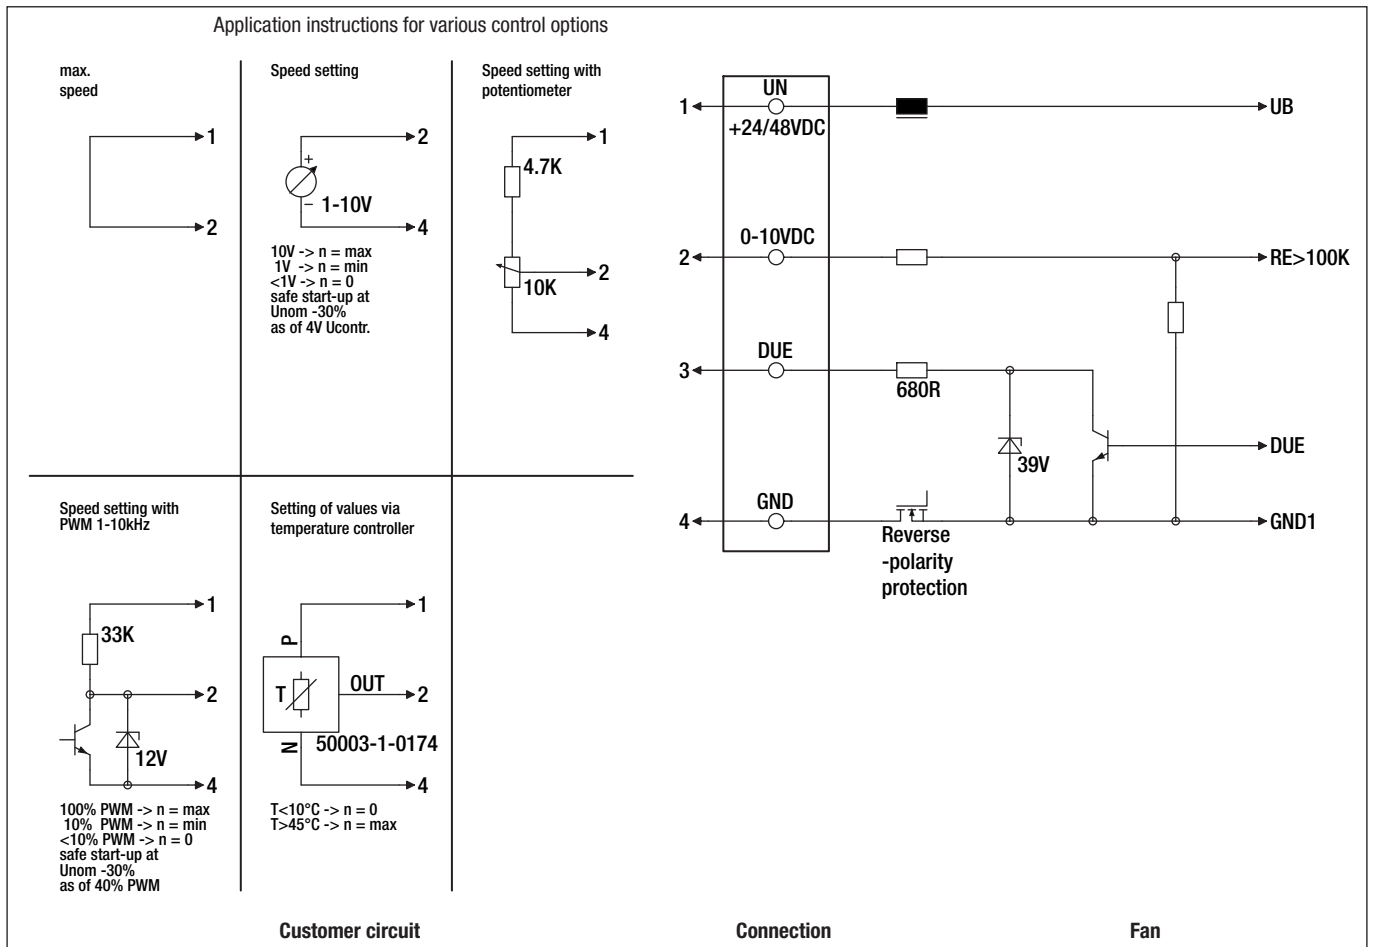 Application instructions for various control options
max.
speed
1
2
Speed setting
2
+
1-10V
–
4
10V -> n = max
1V -> n = min
<1V -> n = 0
safe start-up at
Unom -30%
as of 4V Ucontr.
Speed setting with
potentiometer
1
4.7K
2
10K
4
Speed setting with
PWM 1-10kHz
1
33K
2
12V
4
100% PWM -> n = max
10% PWM -> n = min
<10% PWM -> n = 0
safe start-up at
Unom -30%
as of 40% PWM
Setting of values via
temperature controller
1
P
T
OUT
2
N
50003-1-0174
4
T<10°C -> n = 0
T>45°C -> n = max
1
UN
+24/48VDC
UB
2
0-10VDC
RE>100K
3
DUE
680R
39V
DUE
4
GND
GND1
Reverse
-polarity
protection
Customer circuit
Connection
Fan